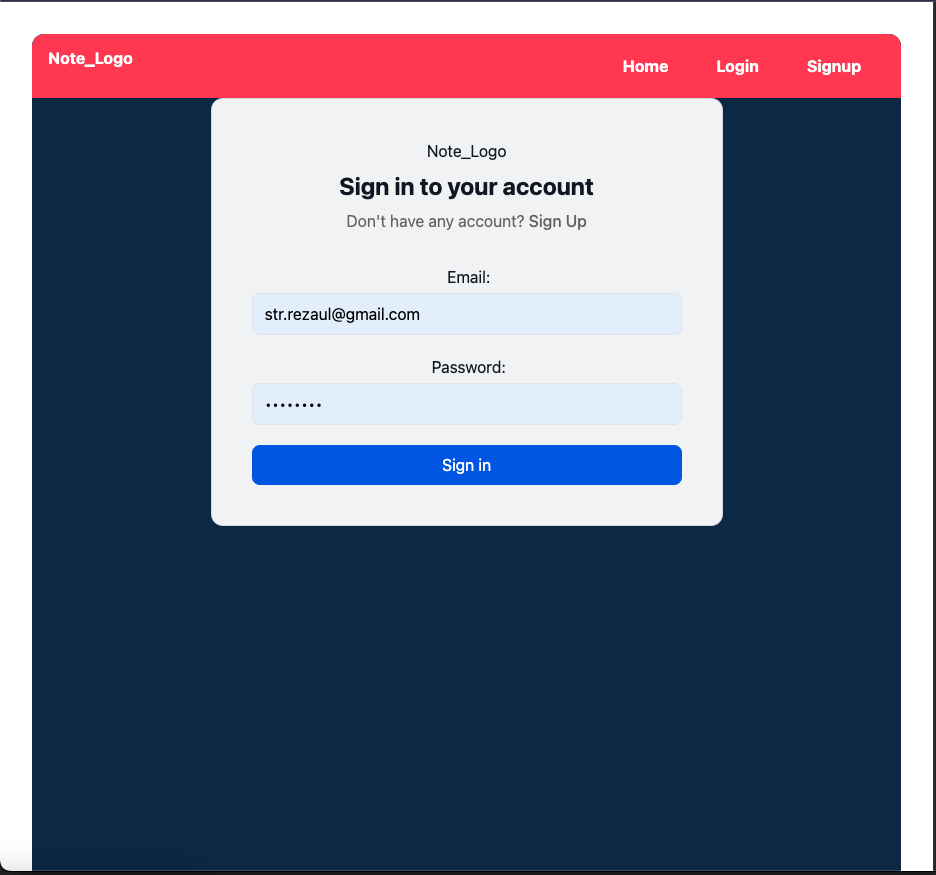 Note_Logo
Home Login Signup
Note_Logo
Sign in to your account
Don't have any account? Sign Up
Email:
str.rezaul@gmail.com
Password:
••••••••
Sign in